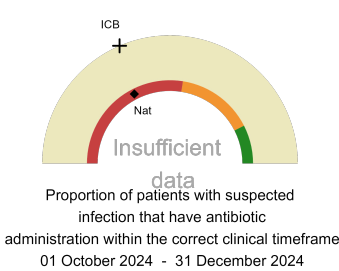 ICB
Nat
Insufficient
data
Proportion of patients with suspected
infection that have antibiotic
administration within the correct clinical timeframe
01 October 2024 - 31 December 2024